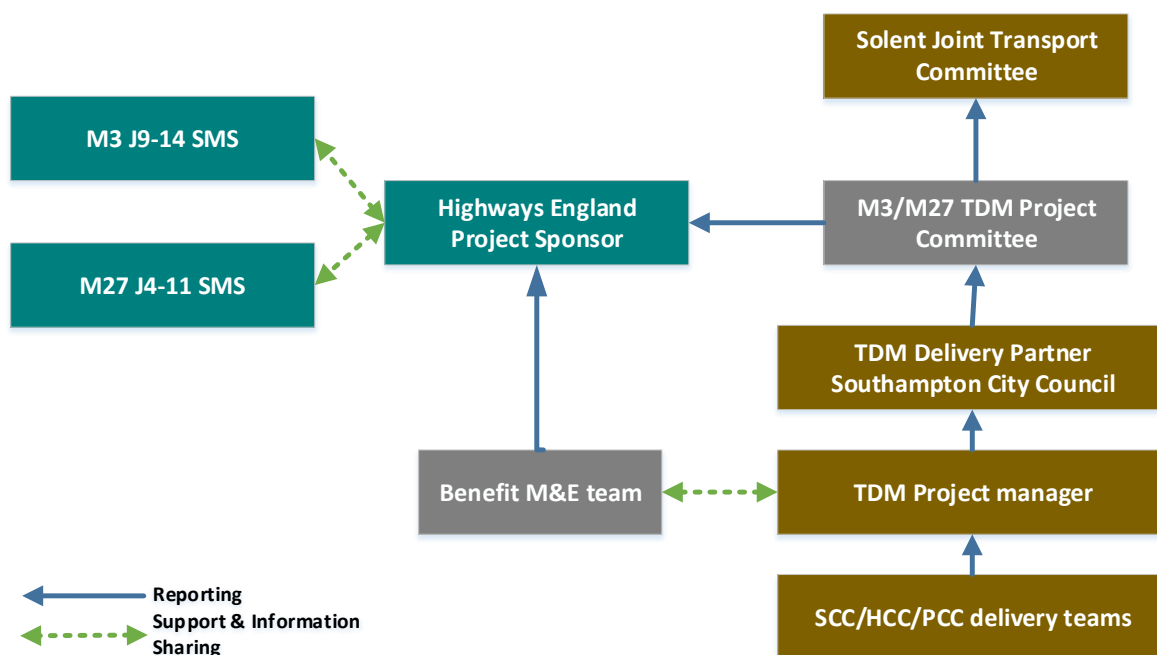 Solent Joint Transport
Committee
M3 J9-14 SMS
Highways England
Project Sponsor
M3/M27 TDM Project
Committee
M27 J4-11 SMS
TDM Delivery Partner
Southampton City Council
Benefit M&E team
TDM Project manager
SCC/HCC/PCC delivery teams
Reporting
Support & Information
Sharing